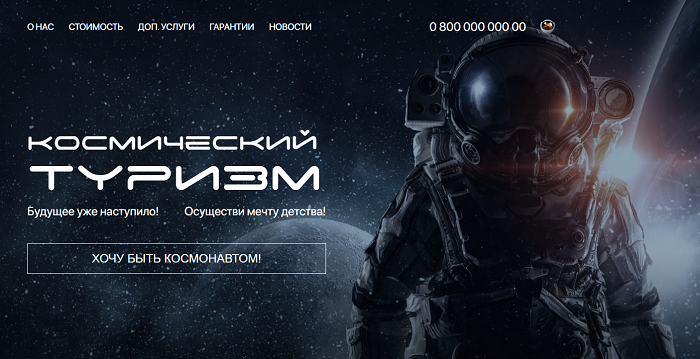 О НАС СТОИМОСТЬ ДОП. УСЛУГИ ГАРАНТИИ НОВОСТИ 0 800 000 000 00
КОСМИЧЕСКИЙ
ТУРИЗМ
Будущее уже наступило! Осуществи мечту детства!
ХОЧУ БЫТЬ КОСМОНАВТОМ!